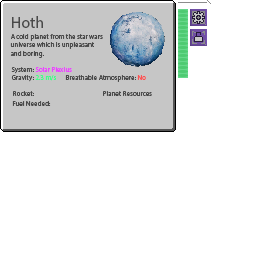 Hoth
A cold planet from the star wars
universe which is unpleasant
and boring.
System: Solar Plexius
Gravity: Breathable Atmosphere: No
Rocket: Planet Resources
Fuel Needed: